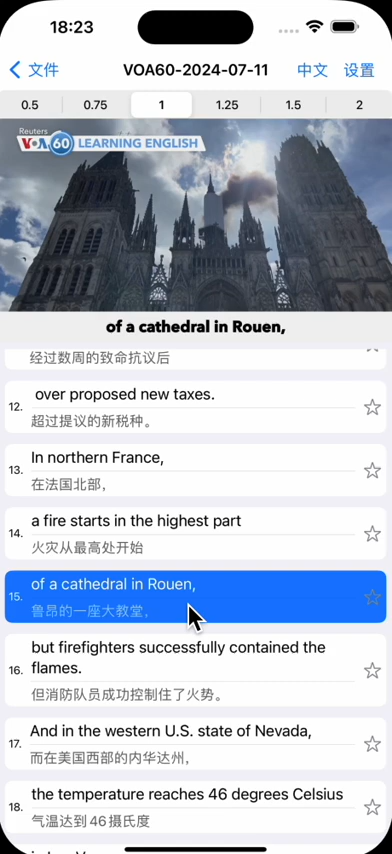 18:23
文件
VOA60-2024-07-11
中文
设置
0.5 0.75 1 1.25 1.5 2
Reuters
VOA 60 LEARNING ENGLISH
of a cathedral in Rouen,
经过数周的致命抗议后
12. over proposed new taxes.
超过提议的新税种。
13. In northern France,
在法国北部，
14. a fire starts in the highest part
火灾从最高处开始
15. of a cathedral in Rouen,
鲁昂的一座大教堂，
16. but firefighters successfully contained the
flames.
但消防队员成功控制住了火势。
17. And in the western U.S. state of Nevada,
而在美国西部的内华达州，
18. the temperature reaches 46 degrees Celsius
气温达到46摄氏度